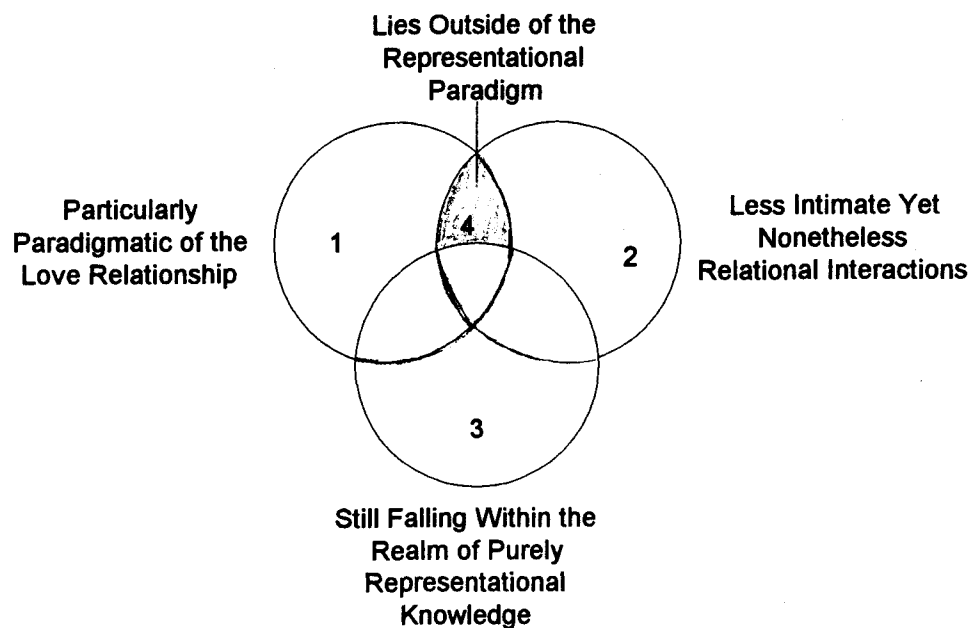 Lies Outside of the
Representational
Paradigm
Particularly
Paradigmatic of the
Love Relationship
1
4
2
Less Intimate Yet
Nonetheless
Relational Interactions
3
Still Falling Within the
Realm of Purely
Representational
Knowledge